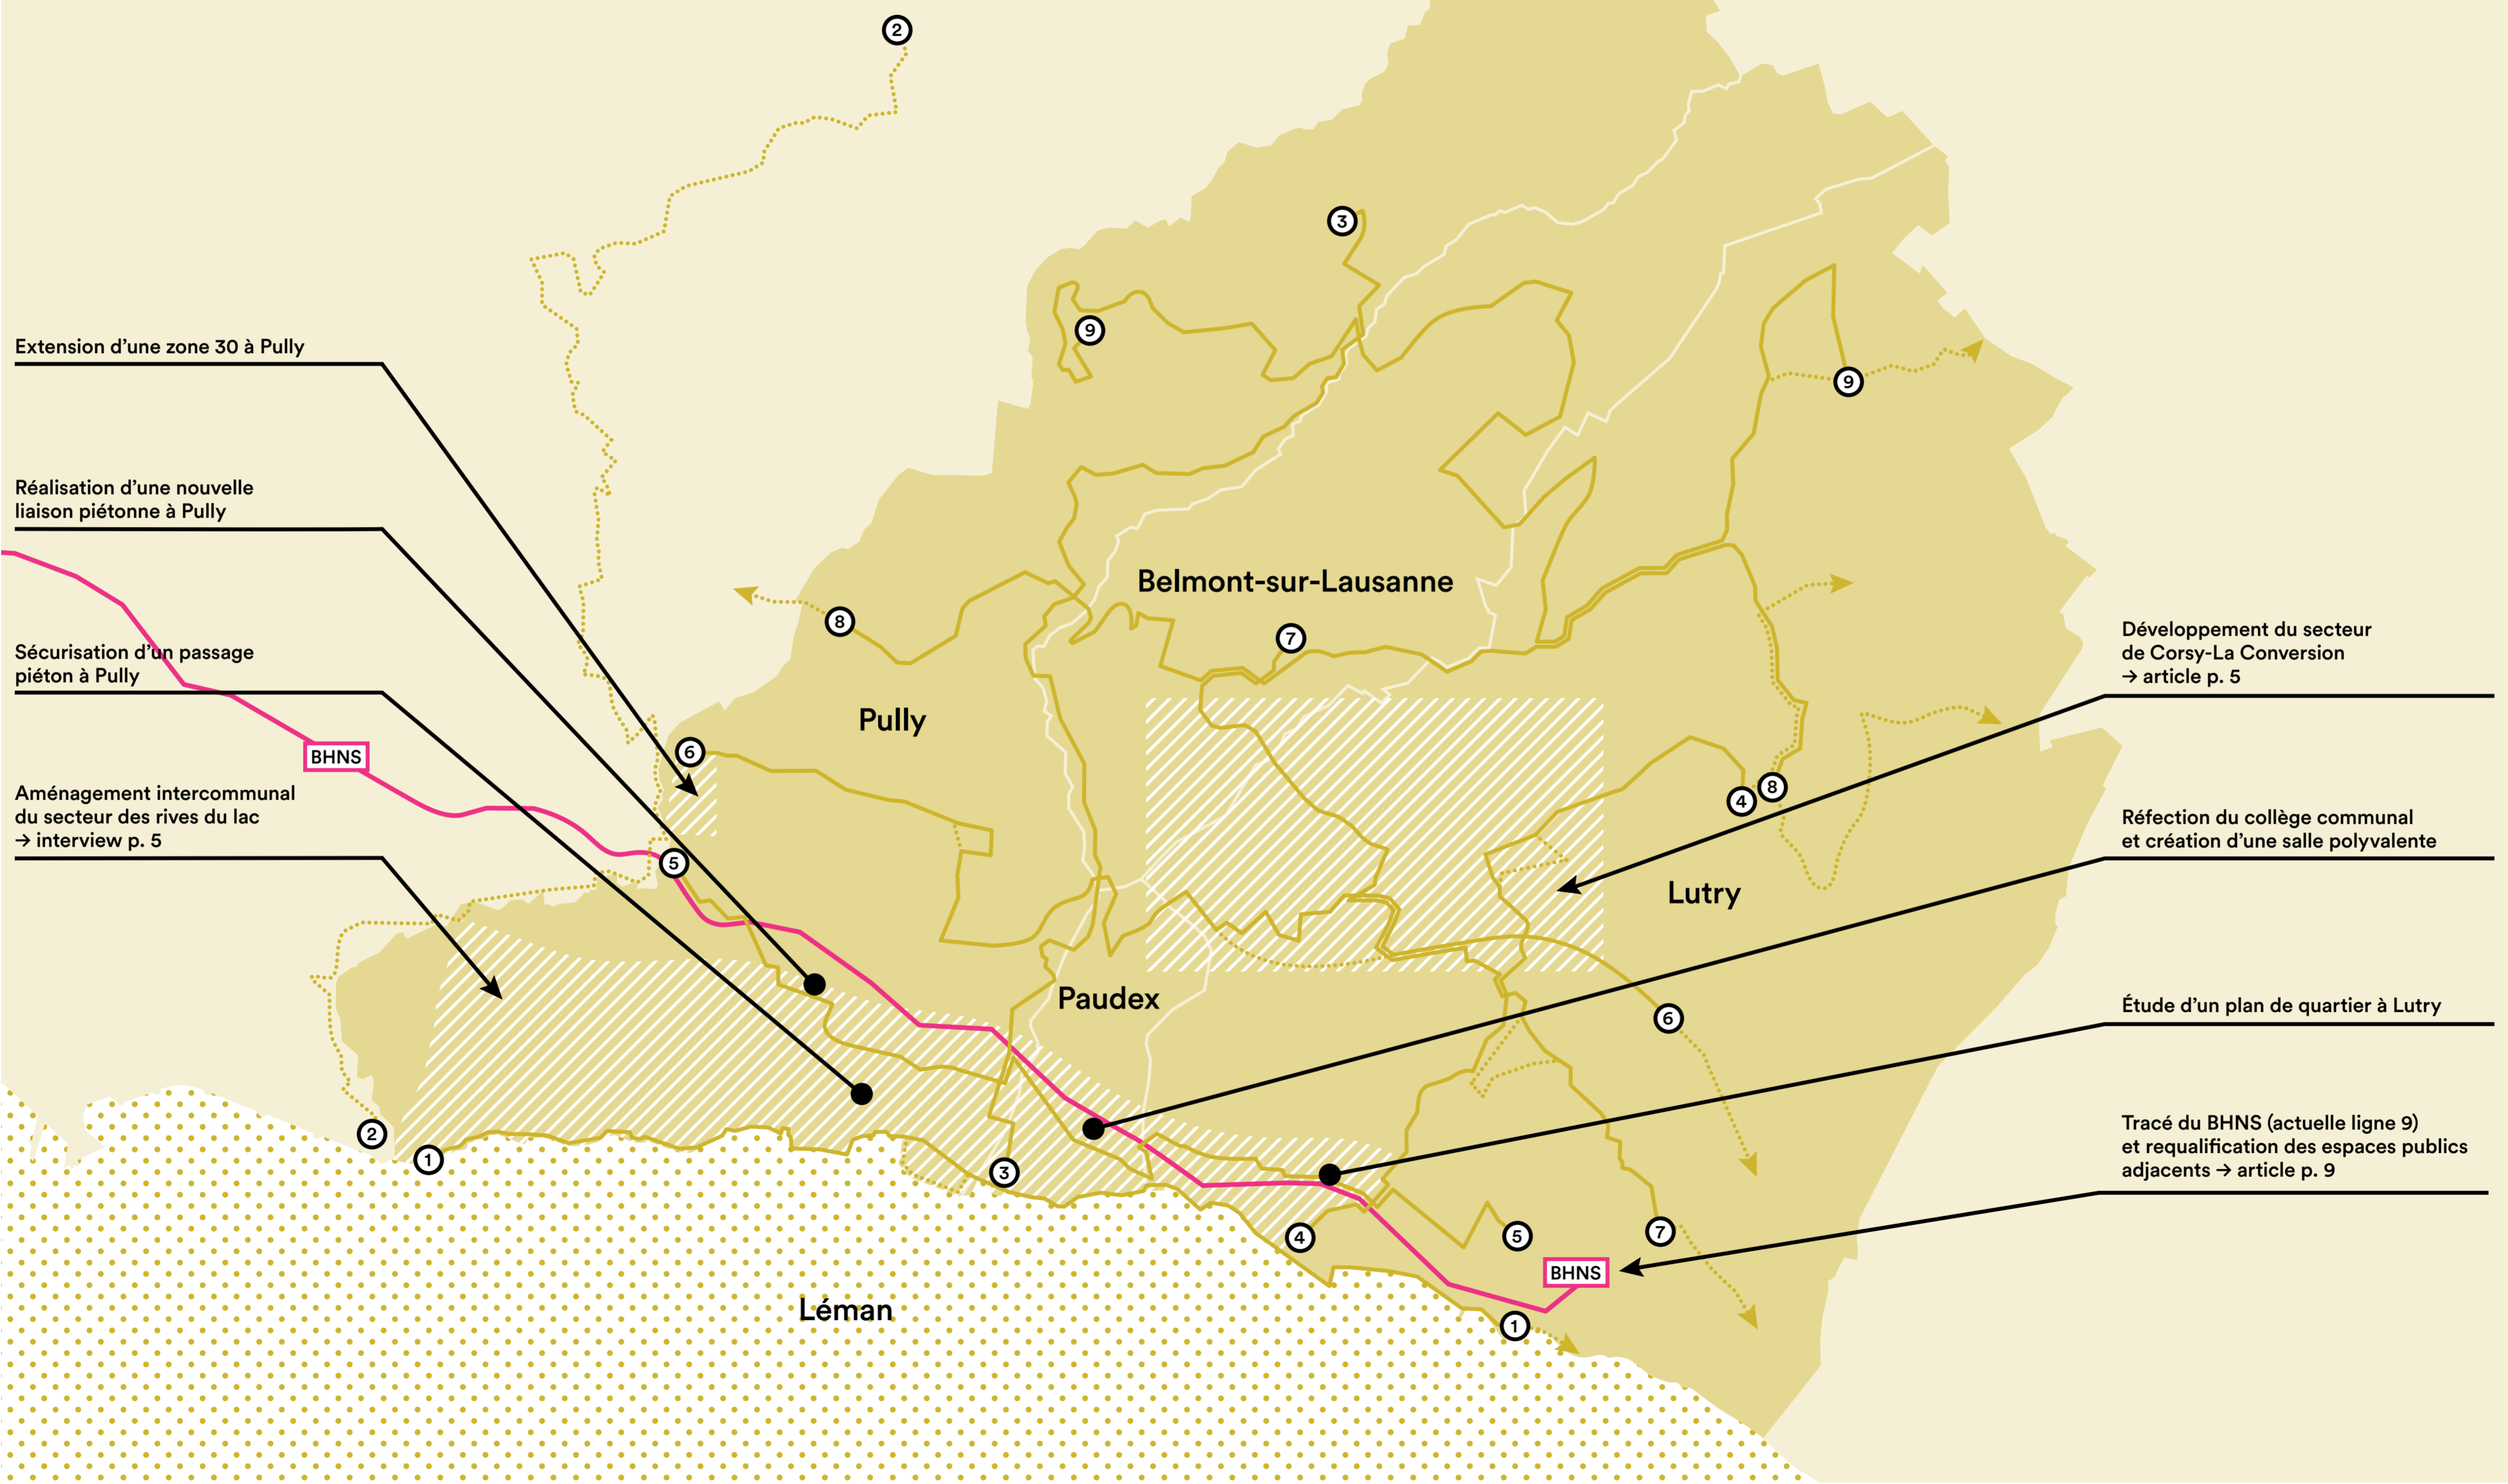 2
3
9
Extension d’une zone 30 à Pully
9
Réalisation d’une nouvelle
liaison piétonne à Pully
Belmont-sur-Lausanne
8
7
Sécurisation d’un passage
piéton à Pully
Développement du secteur
de Corsy-La Conversion
→ article p. 5
Pully
6
BHNS
8
4
Aménagement intercommunal
du secteur des rives du lac
→ interview p. 5
Réfection du collège communal
et création d’une salle polyvalente
5
Lutry
Paudex
6
Étude d’un plan de quartier à Lutry
2
1
3
Tracé du BHNS (actuelle ligne 9)
et requalification des espaces publics
adjacents → article p. 9
4
5
7
BHNS
Léman
1